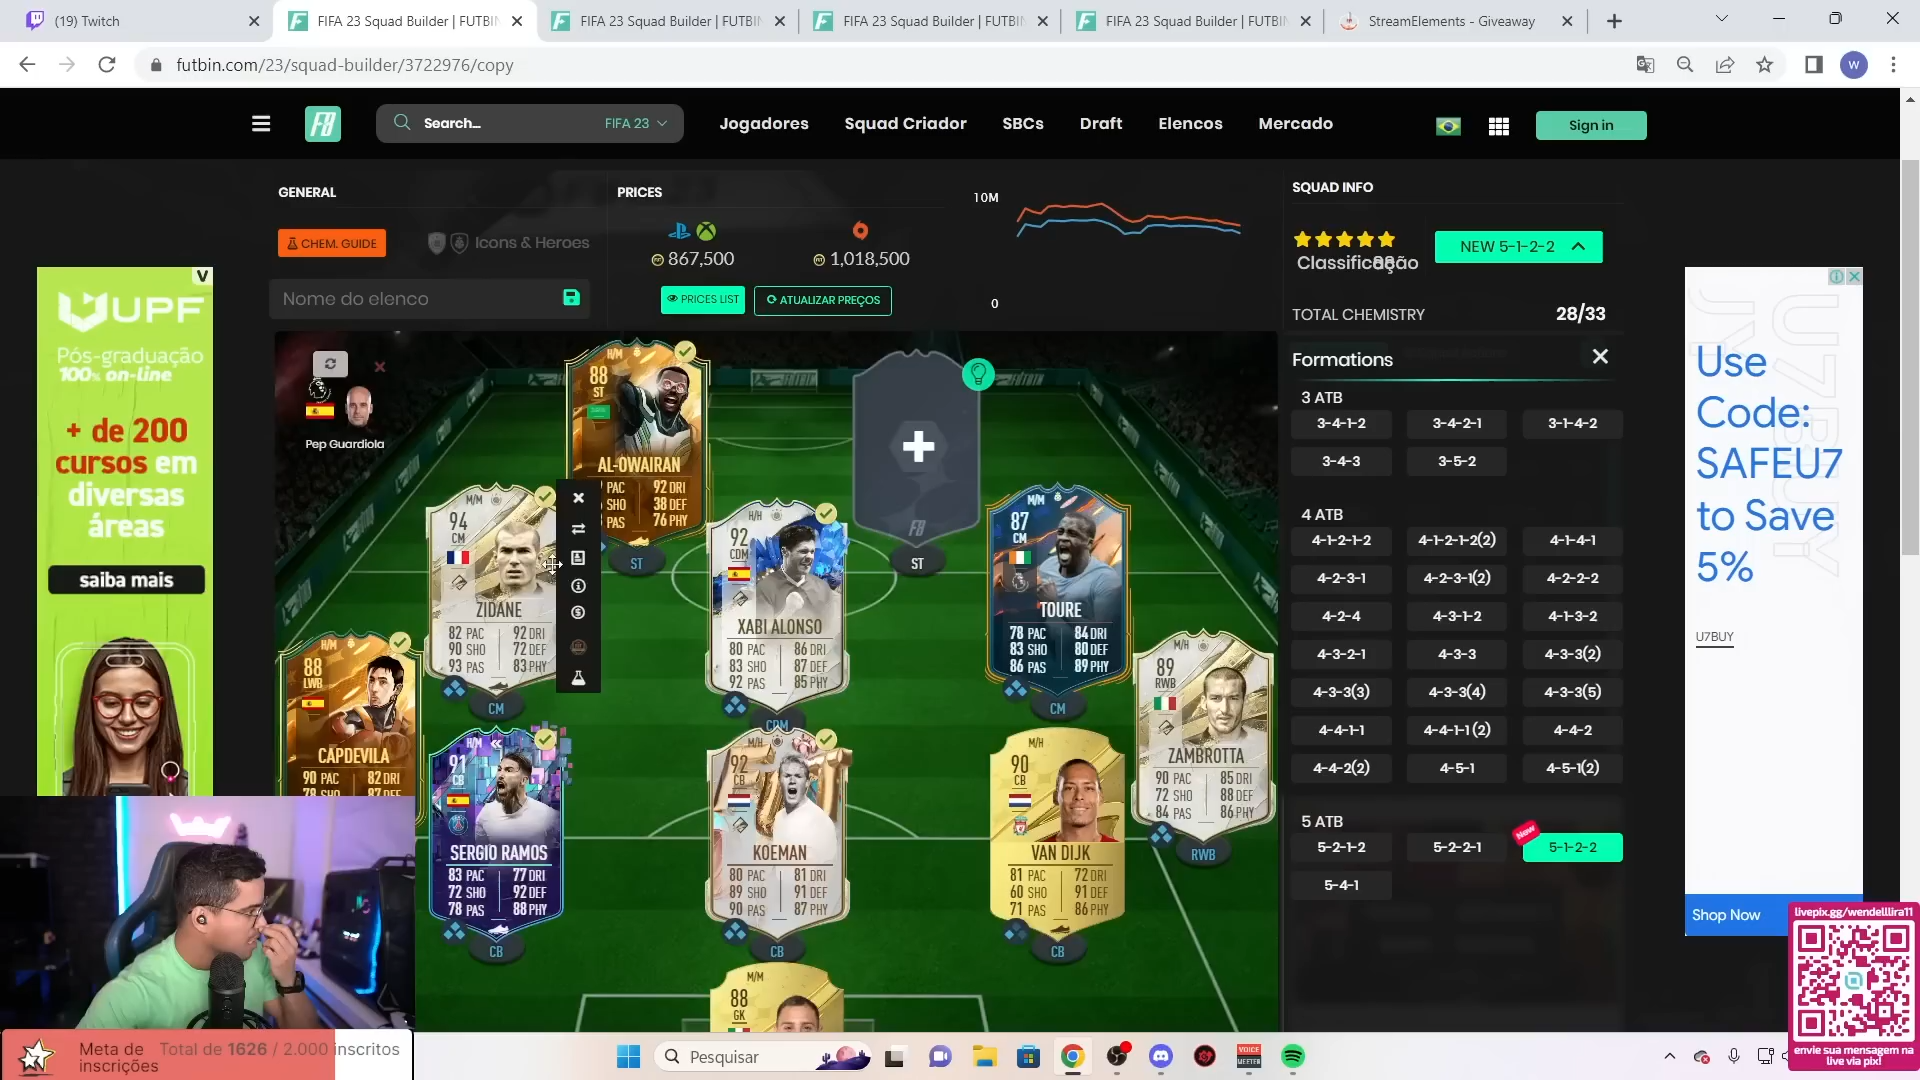 (19) Twitch
FIFA 23 Squad Builder | FUTBIN
FIFA 23 Squad Builder | FUTBIN
FIFA 23 Squad Builder | FUTBIN
FIFA 23 Squad Builder | FUTBIN
StreamElements - Giveaway
futbin.com/23/squad-builder/3722976/copy
W
Search...
FIFA 23
Jogadores
Squad Criador
SBCs
Draft
Elencos
Mercado
Sign in
GENERAL
CHEM. GUIDE
Icons & Heroes
Nome do elenco
PRICES
867,500
1,018,500
PRICES LIST
ATUALIZAR PREÇOS
10M
0
SQUAD INFO
Classificação
88
NEW 5-1-2-2
TOTAL CHEMISTRY
28/33
Formations
3 ATB
3-4-1-2
3-4-2-1
3-1-4-2
3-4-3
3-5-2
4 ATB
4-1-2-1-2
4-1-2-1-2(2)
4-1-4-1
4-2-3-1
4-2-3-1(2)
4-2-2-2
4-2-4
4-3-1-2
4-1-3-2
4-3-2-1
4-3-3
4-3-3(2)
4-3-3(3)
4-3-3(4)
4-3-3(5)
4-4-1-1
4-4-1-1 (2)
4-4-2
4-4-2(2)
4-5-1
4-5-1(2)
5 ATB
New
5-2-1-2
5-2-2-1
5-1-2-2
5-4-1
Pep Guardiola
H/M
88
ST
AL-OWAIRAN
PAC
92 DRI
SHO
38 DEF
PAS
76 PHY
ST
ST
M/M
94
CM
ZIDANE
82 PAC
92 DRI
90 SHO
72 DEF
93 PAS
83 PHY
CM
H/H
92
CDM
XABI ALONSO
80 PAC
86 DRI
83 SHO
87 DEF
92 PAS
85 PHY
CDM
M/M
87
CM
TOURE
78 PAC
84 DRI
83 SHO
80 DEF
86 PAS
89 PHY
CM
H/M
88
LWB
CAPDEVILA
90 PAC
82 DRI
78 SHO
87 DEF
M/H
89
RWB
ZAMBROTTA
90 PAC
85 DRI
72 SHO
88 DEF
84 PAS
86 PHY
RWB
H/M
91
CB
SERGIO RAMOS
83 PAC
77 DRI
72 SHO
92 DEF
78 PAS
88 PHY
CB
M/H
92
CB
KOEMAN
80 PAC
81 DRI
89 SHO
91 DEF
90 PAS
87 PHY
CB
M/H
90
CB
VAN DIJK
81 PAC
72 DRI
60 SHO
91 DEF
71 PAS
86 PHY
CB
M/M
88
GK
V
UPF
Pós-graduação
100% on-line
+ de 200
cursos em
diversas
áreas
saiba mais
Use
Code:
SAFEU7
to Save
5%
U7BUY
Shop Now
livepix.gg/wendelllira11
envie sua mensagem na
live via pix!
Meta de
inscrições
Total de 1626 / 2.000 inscritos
Pesquisar
VOICE
MEETER